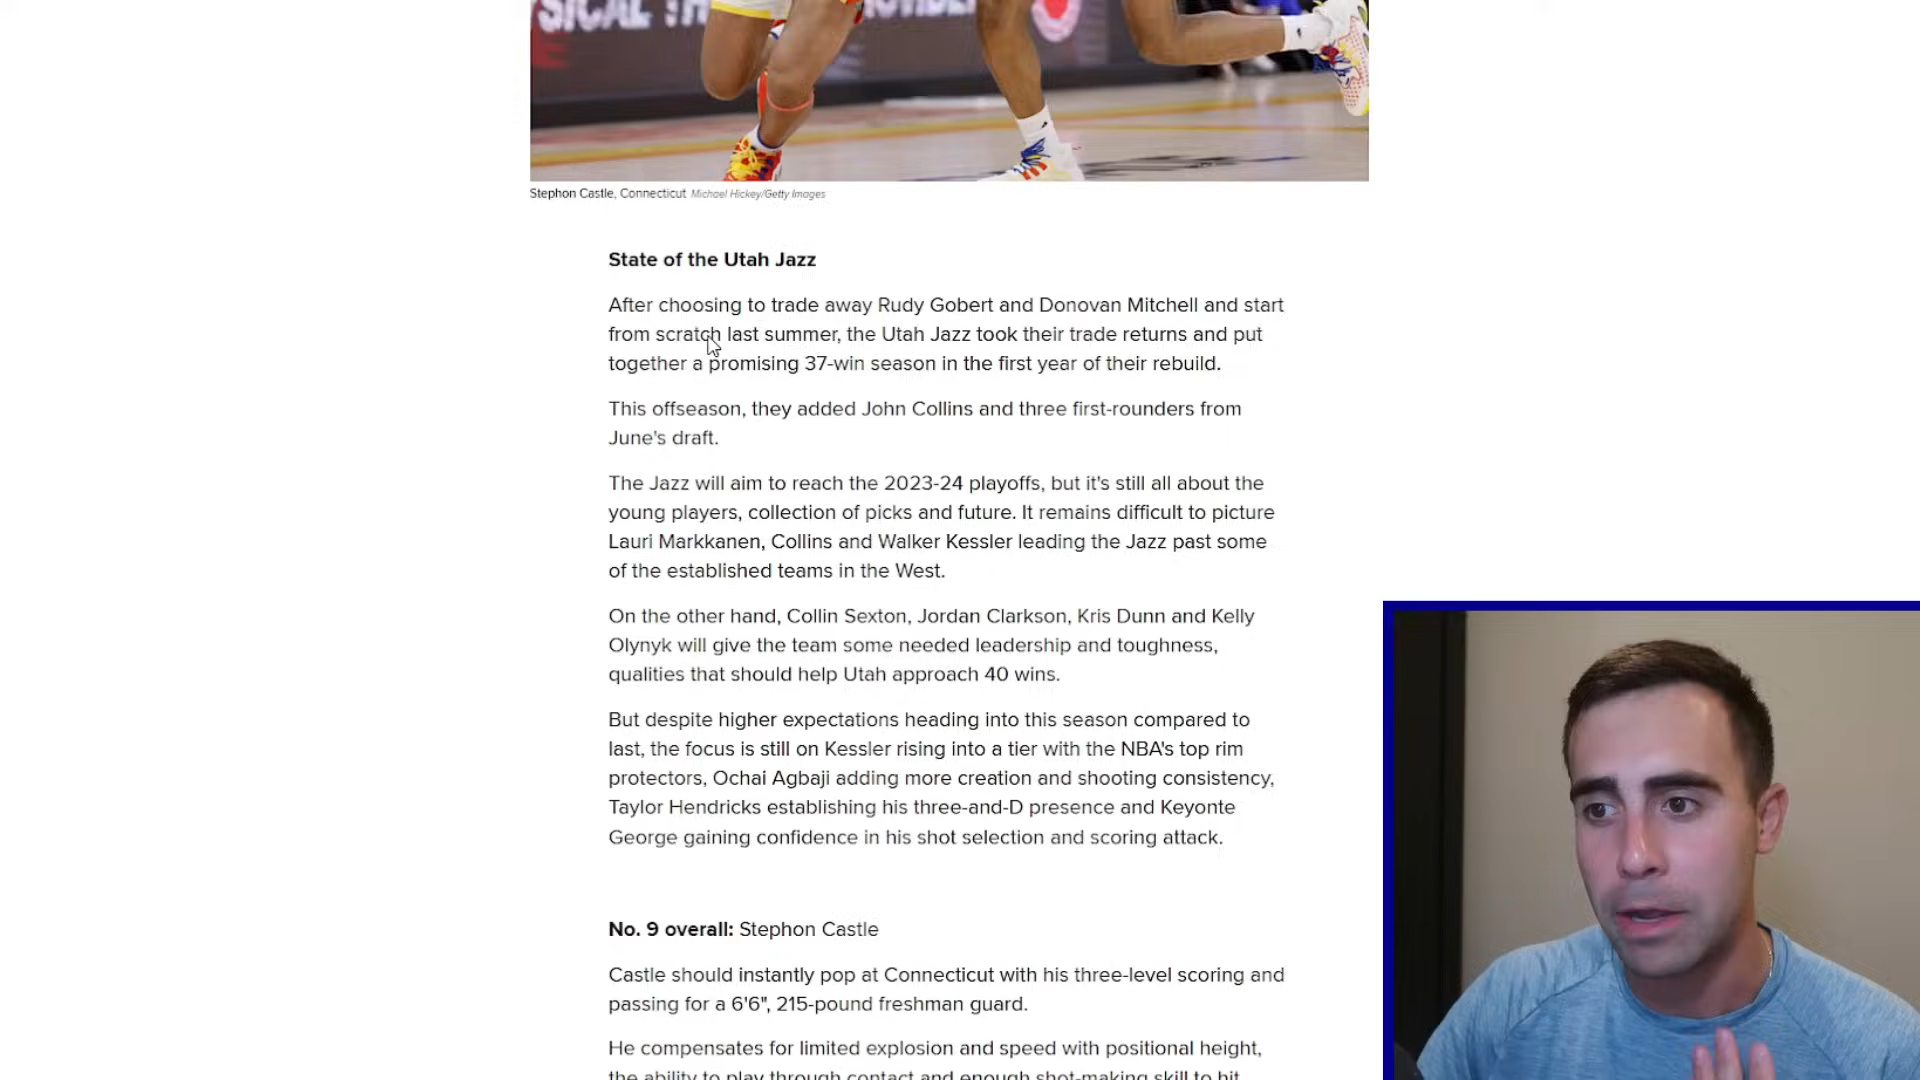 Stephon Castle, Connecticut Michael Hickey/Getty Images
State of the Utah Jazz
After choosing to trade away Rudy Gobert and Donovan Mitchell and start
from scratch last summer, the Utah Jazz took their trade returns and put
together a promising 37-win season in the first year of their rebuild.
This offseason, they added John Collins and three first-rounders from
June's draft.
The Jazz will aim to reach the 2023-24 playoffs, but it's still all about the
young players, collection of picks and future. It remains difficult to picture
Lauri Markkanen, Collins and Walker Kessler leading the Jazz past some
of the established teams in the West.
On the other hand, Collin Sexton, Jordan Clarkson, Kris Dunn and Kelly
Olynyk will give the team some needed leadership and toughness,
qualities that should help Utah approach 40 wins.
But despite higher expectations heading into this season compared to
last, the focus is still on Kessler rising into a tier with the NBA's top rim
protectors, Ochai Agbaji adding more creation and shooting consistency,
Taylor Hendricks establishing his three-and-D presence and Keyonte
George gaining confidence in his shot selection and scoring attack.
No. 9 overall: Stephon Castle
Castle should instantly pop at Connecticut with his three-level scoring and
passing for a 6'6", 215-pound freshman guard.
He compensates for limited explosion and speed with positional height,
the ability to play through contact and enough shot-making skill to hit